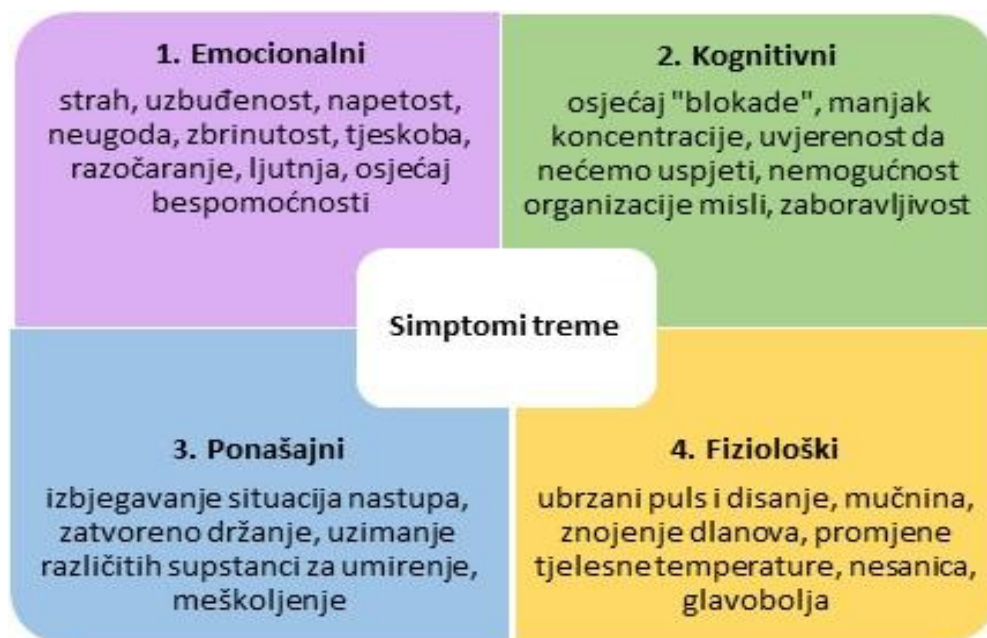 1. Emocionalni
strah, uzbuđenost, napetost,
neugoda, zbrinutost, tjeskoba,
razočaranje, ljutnja, osjećaj
bespomoćnosti
2. Kognitivni
osjećaj "blokade", manjak
koncentracije, uvjerenost da
nećemo uspjeti, nemogućnost
organizacije misli, zaboravljivost
Simptomi treme
3. Ponašajni
izbjegavanje situacija nastupa,
zatvoreno držanje, uzimanje
različitih supstanci za umirenje,
meškoljenje
4. Fiziološki
ubrzani puls i disanje, mučnina,
znojenje dlanova, promjene
tjelesne temperature, nesanica,
glavobolja